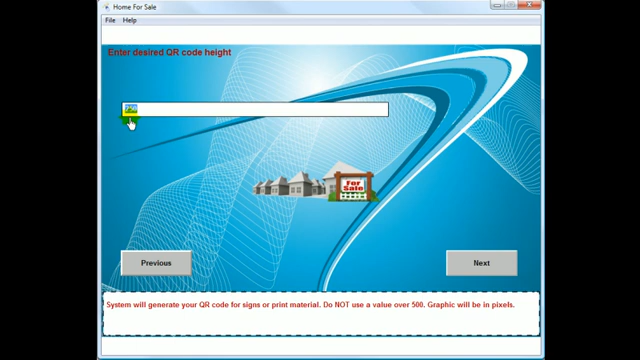 Home For Sale
File Help
Enter desired QR code height
250
For
Sale
Previous
Next
System will generate your QR code for signs or print material. Do NOT use a value over 500. Graphic will be in pixels.